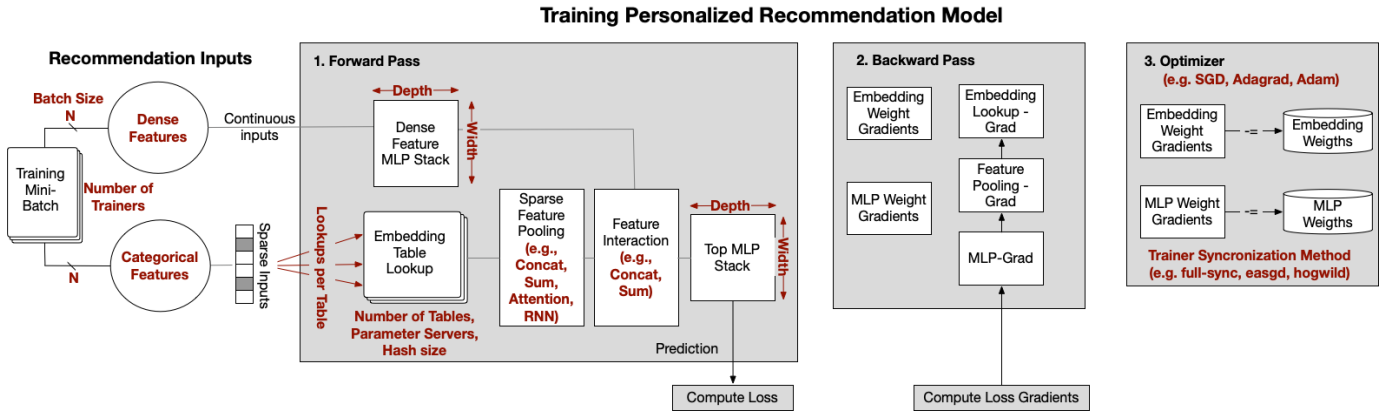 Training Personalized Recommendation Model
Recommendation Inputs
Batch Size
N
Dense
Features
Training
Mini-
Batch
Number of
Trainers
N
Categorical
Features
Continuous
inputs
Sparse Inputs
1. Forward Pass
Depth
Width
Dense
Feature
MLP Stack
Lookups per Table
Embedding
Table
Lookup
Number of Tables,
Parameter Servers,
Hash size
Sparse
Feature
Pooling
(e.g.,
Concat,
Sum,
Attention,
RNN)
Feature
Interaction
(e.g.,
Concat,
Sum)
Depth
Width
Top MLP
Stack
Prediction
Compute Loss
2. Backward Pass
Embedding
Weight
Gradients
Embedding
Lookup -
Grad
MLP Weight
Gradients
Feature
Pooling -
Grad
MLP-Grad
Compute Loss Gradients
3. Optimizer
(e.g. SGD, Adagrad, Adam)
Embedding
Weight
Gradients
-=
Embedding
Weigths
MLP Weight
Gradients
-=
MLP
Weigths
Trainer Syncronization Method
(e.g. full-sync, easgd, hogwild)